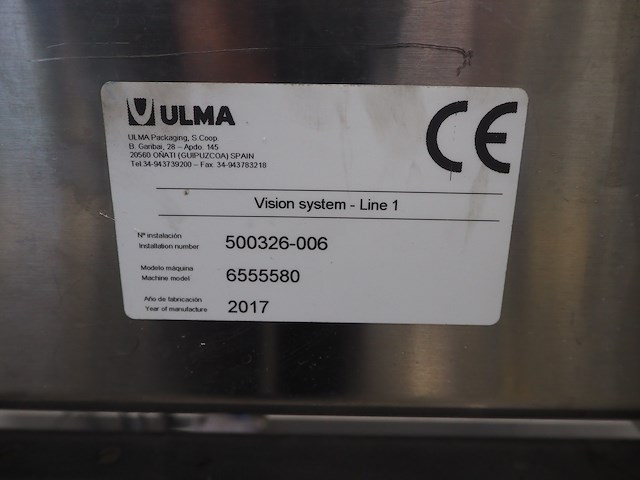 ULMA
ULMA Packaging, S.Coop.
B. Garibai, 28 – Apdo. 145
20560 OÑATI (GUIPUZCOA) SPAIN
Tel.34-943739200 – Fax. 34-943783218
CE
Vision system - Line 1
Nº instalación
Installation number
500326-006
Modelo máquina
Machine model
6555580
Año de fabricación
Year of manufacture
2017